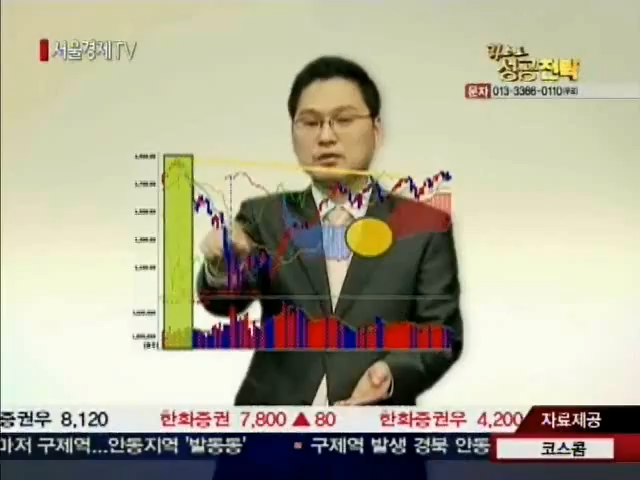 서울경제TV
성공전략
문자 013-3366-0110(무료)
증권우 8,120 한화증권 7,800 ▲80 한화증권우 4,200
자료제공
마저 구제역...안동지역 '발동동' ▪ 구제역 발생 경북 안동
코스콤